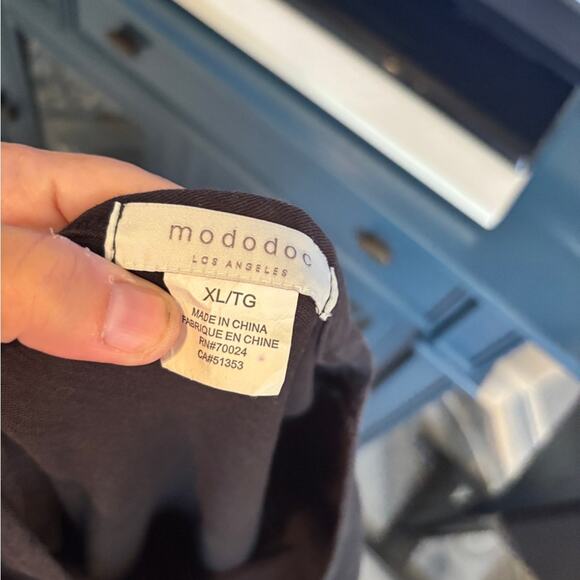 mododoc
LOS ANGELES
XL/TG
MADE IN CHINA
FABRIQUE EN CHINE
RN#70024
CA#51353